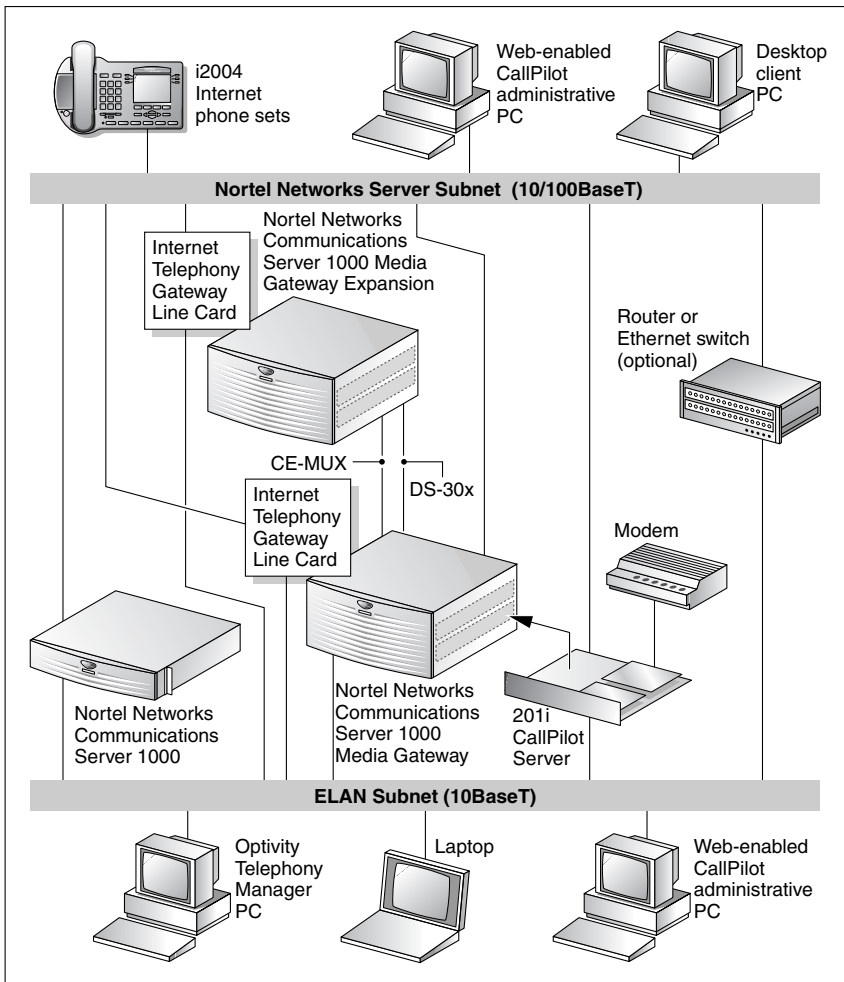 i2004
Internet
phone sets
Web-enabled
CallPilot
administrative
PC
Desktop
client
PC
Nortel Networks Server Subnet (10/100BaseT)
Internet
Telephony
Gateway
Line Card
Nortel Networks
Communications
Server 1000 Media
Gateway Expansion
Router or
Ethernet switch
(optional)
CE-MUX
DS-30x
Internet
Telephony
Gateway
Line Card
Modem
Nortel Networks
Communications
Server 1000
Nortel Networks
Communications
Server 1000
Media Gateway
201i
CallPilot
Server
ELAN Subnet (10BaseT)
Optivity
Telephony
Manager
PC
Laptop
Web-enabled
CallPilot
administrative
PC